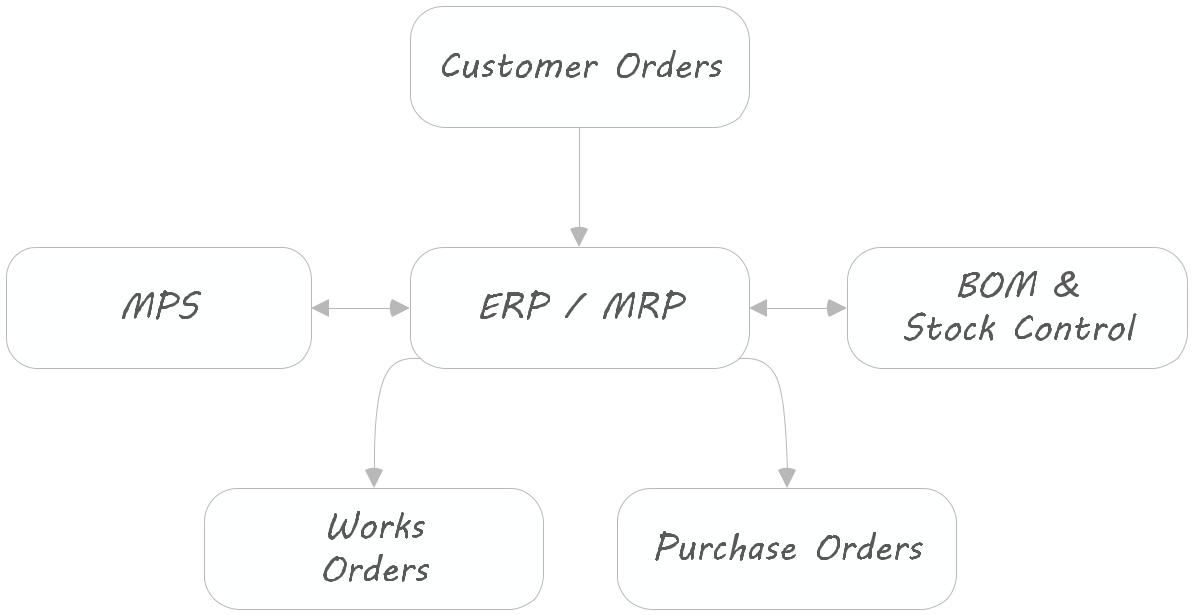 Customer Orders
MPS
ERP / MRP
BOM &
Stock Control
Works
Orders
Purchase Orders